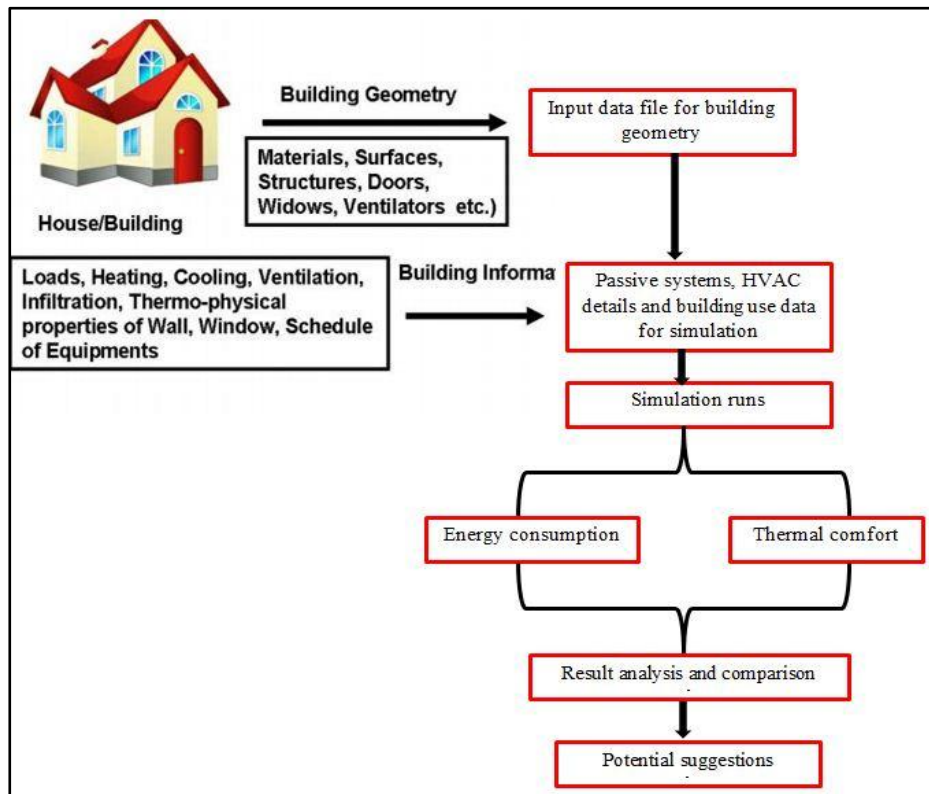 Building Geometry
Materials, Surfaces,
Structures, Doors,
Widows, Ventilators etc.)
House/Building
Input data file for building
geometry
Loads, Heating, Cooling, Ventilation,
Infiltration, Thermo-physical
properties of Wall, Window, Schedule
of Equipments
Building Informa
Passive systems, HVAC
details and building use data
for simulation
Simulation runs
Energy consumption
Thermal comfort
Result analysis and comparison
Potential suggestions